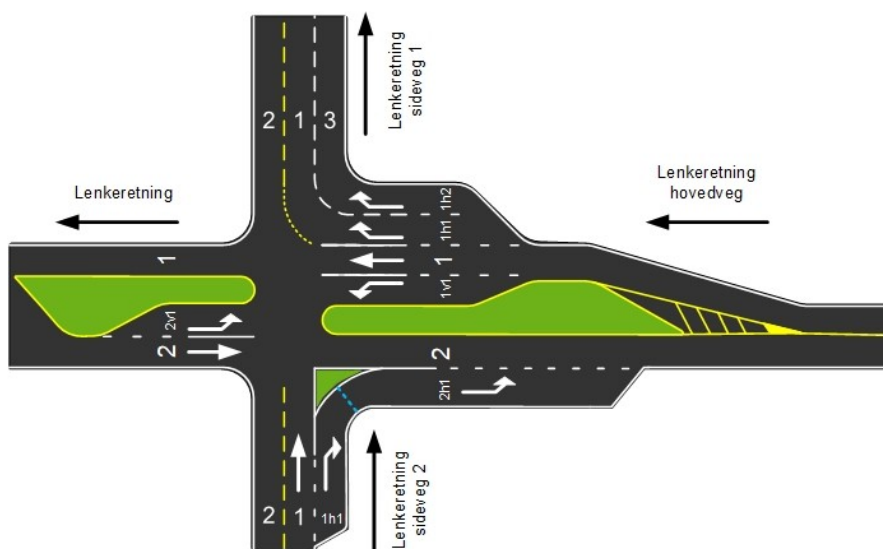 Lenkeretning
sideveg 1
2
1
3
Lenkeretning
Lenkeretning
hovedveg
1h2
1h1
1
1
1v1
2v1
2
2
2h1
2
1
1h1
Lenkeretning
sideveg 2